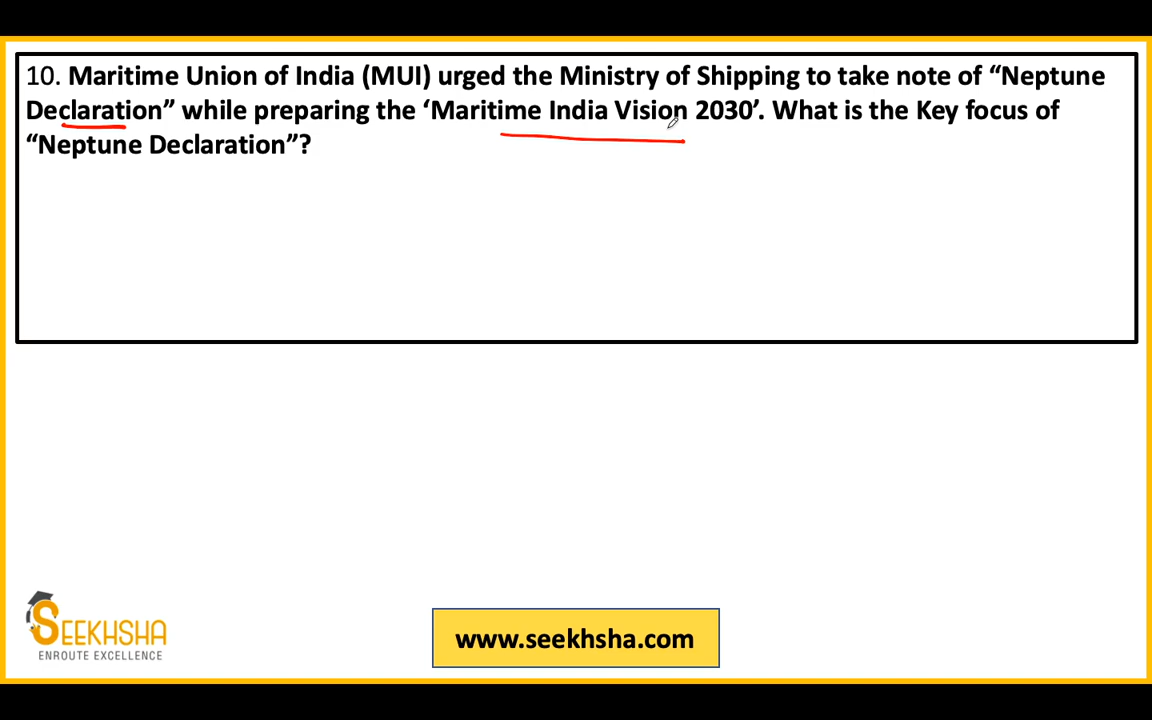 10. Maritime Union of India (MUI) urged the Ministry of Shipping to take note of “Neptune
Declaration” while preparing the ‘Maritime India Vision 2030’. What is the Key focus of
“Neptune Declaration”?
SEEKHSHA
ENROUTE EXCELLENCE
www.seekhsha.com